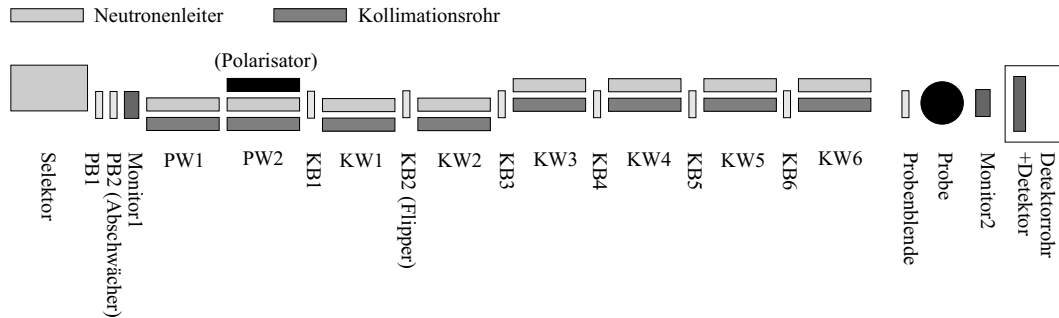 Neutronenleiter
Kollimationsrohr
(Polarisator)
Selektor
PB1
PB2 (Abschwächer)
Monitor1
PW1
PW2
KB1
KW1
KB2 (Flipper)
KW2
KB3
KW3
KB4
KW4
KB5
KW5
KB6
KW6
Probenblende
Probe
Monitor2
Detektorrohr
+Detektor